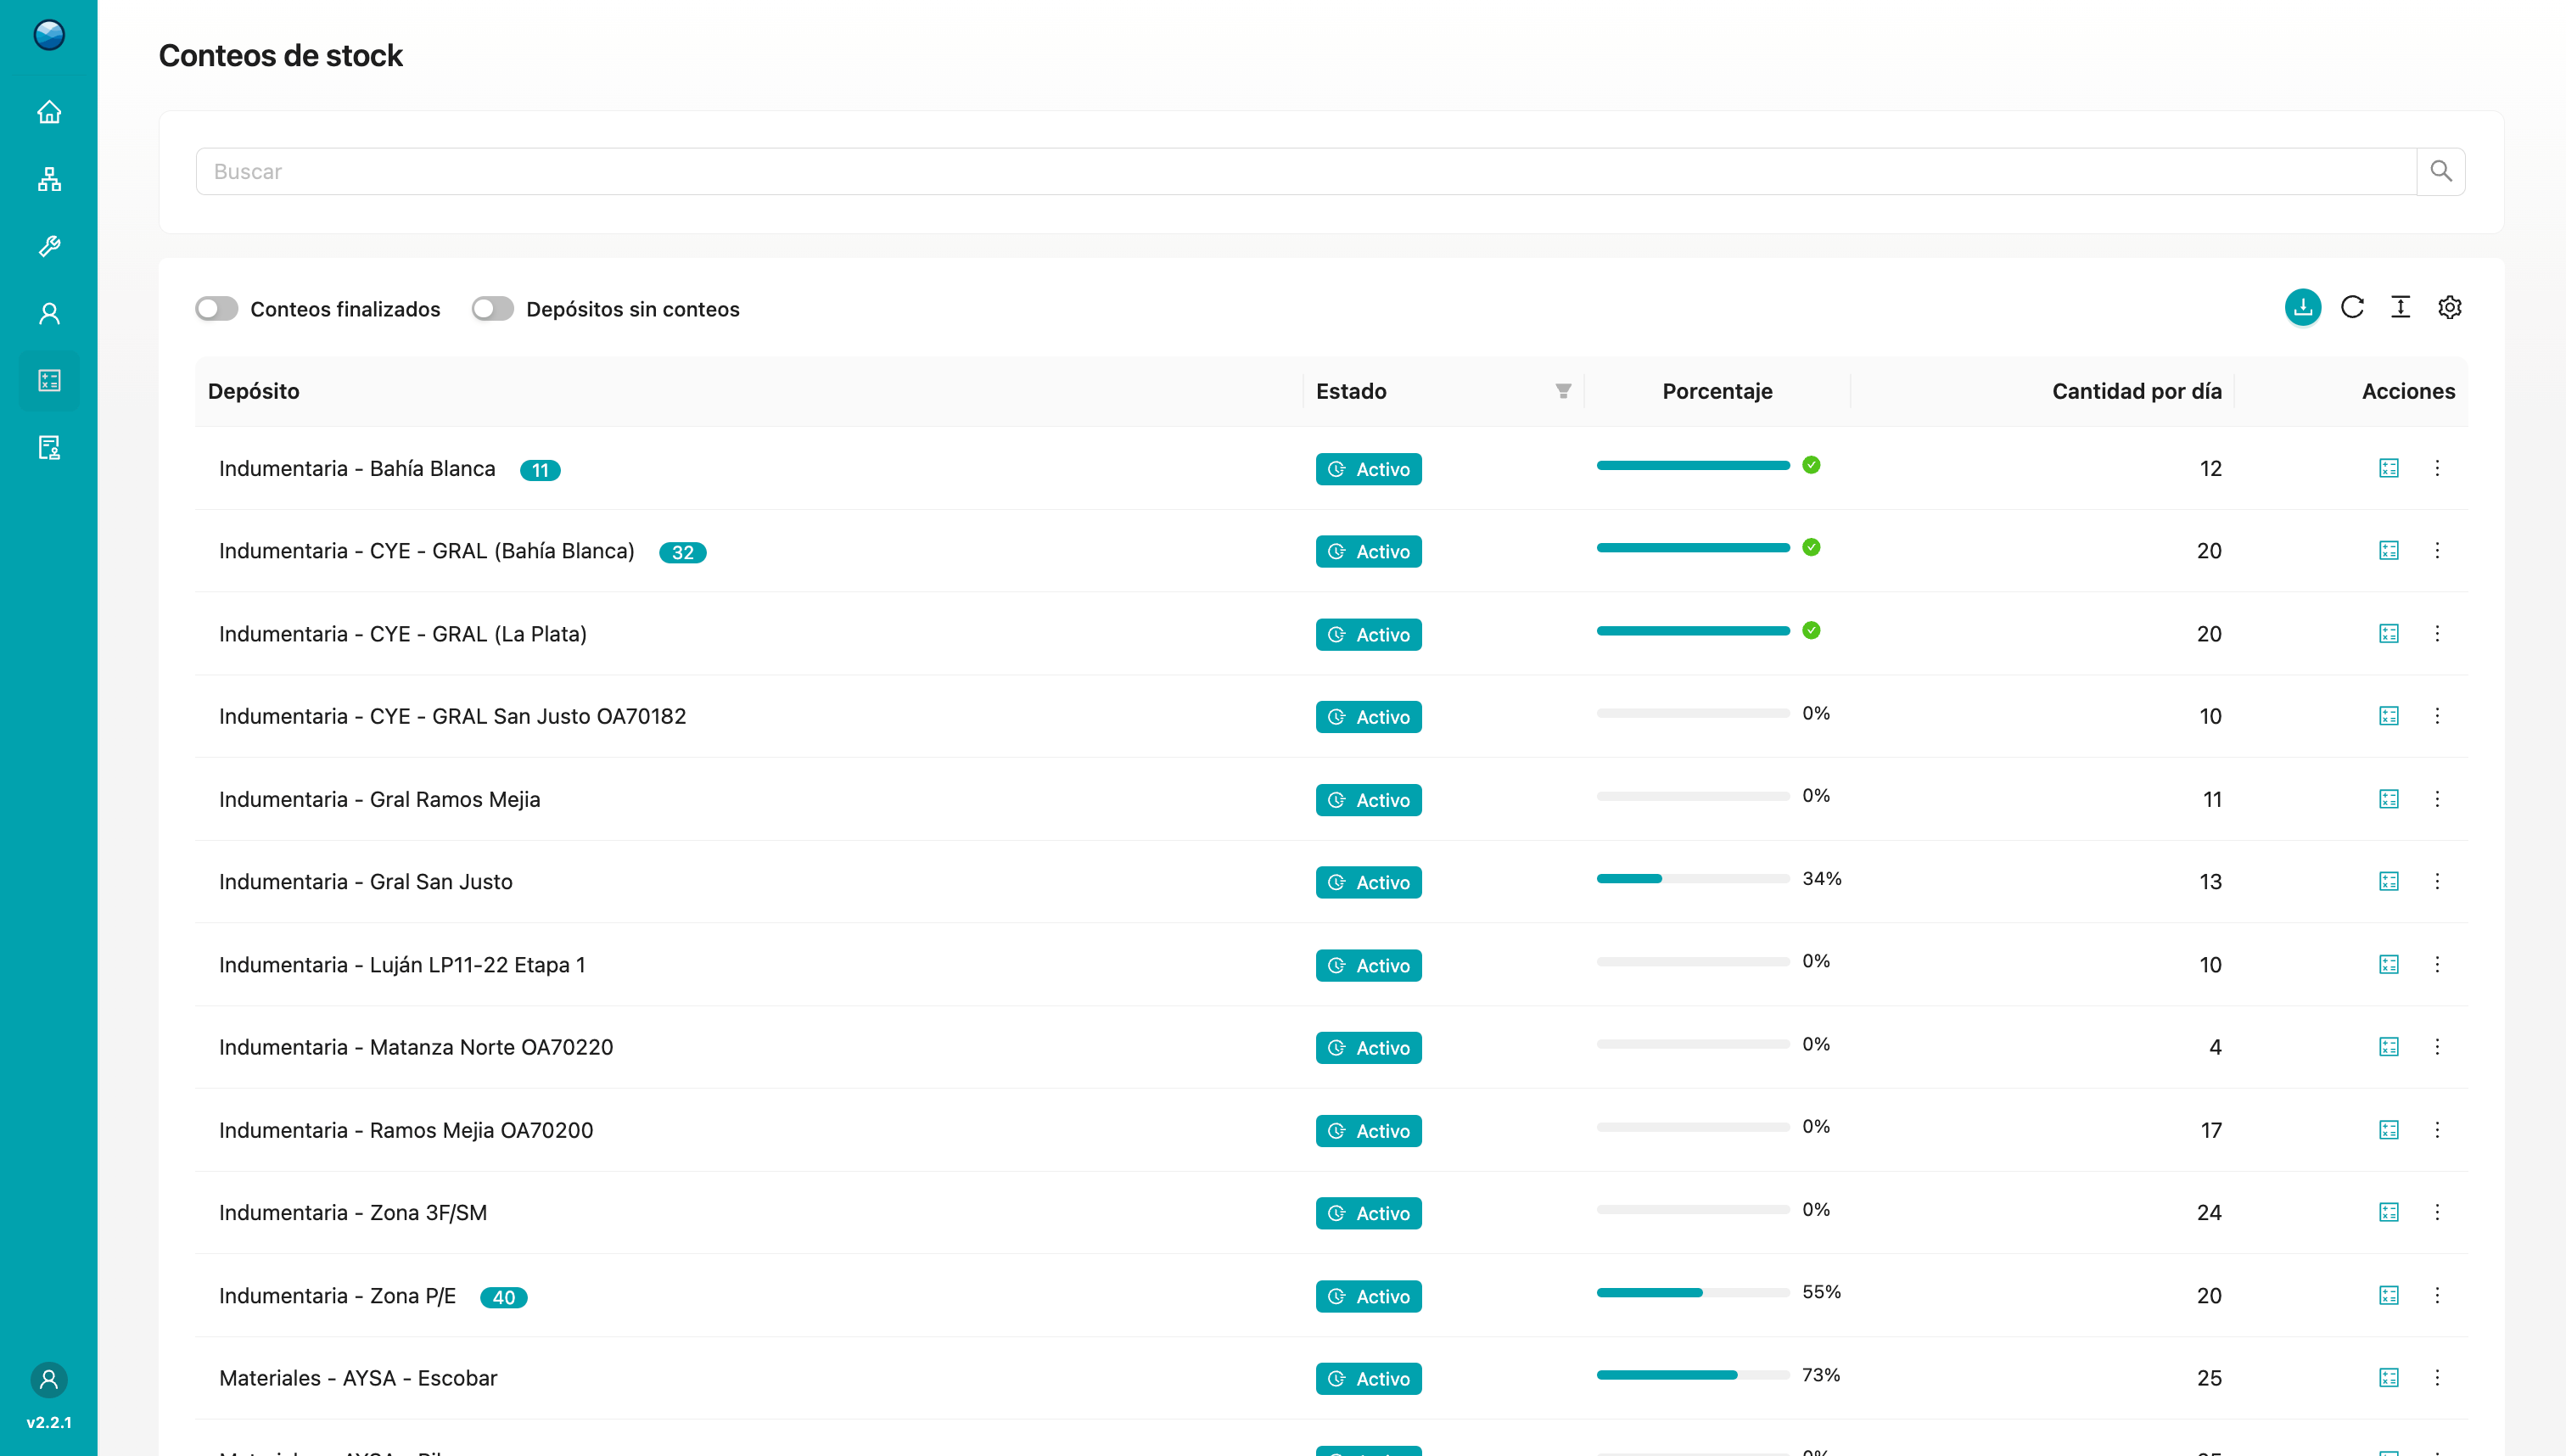 Conteos de stock
Buscar
Conteos finalizados Depósitos sin conteos
Depósito Estado Porcentaje Cantidad por día Acciones
Indumentaria - Bahía Blanca 11 Activo 12
Indumentaria - CYE - GRAL (Bahía Blanca) 32 Activo 20
Indumentaria - CYE - GRAL (La Plata) Activo 20
Indumentaria - CYE - GRAL San Justo OA70182 Activo 0% 10
Indumentaria - Gral Ramos Mejia Activo 0% 11
Indumentaria - Gral San Justo Activo 34% 13
Indumentaria - Luján LP11-22 Etapa 1 Activo 0% 10
Indumentaria - Matanza Norte OA70220 Activo 0% 4
Indumentaria - Ramos Mejia OA70200 Activo 0% 17
Indumentaria - Zona 3F/SM Activo 0% 24
Indumentaria - Zona P/E 40 Activo 55% 20
Materiales - AYSA - Escobar Activo 73% 25
v2.2.1